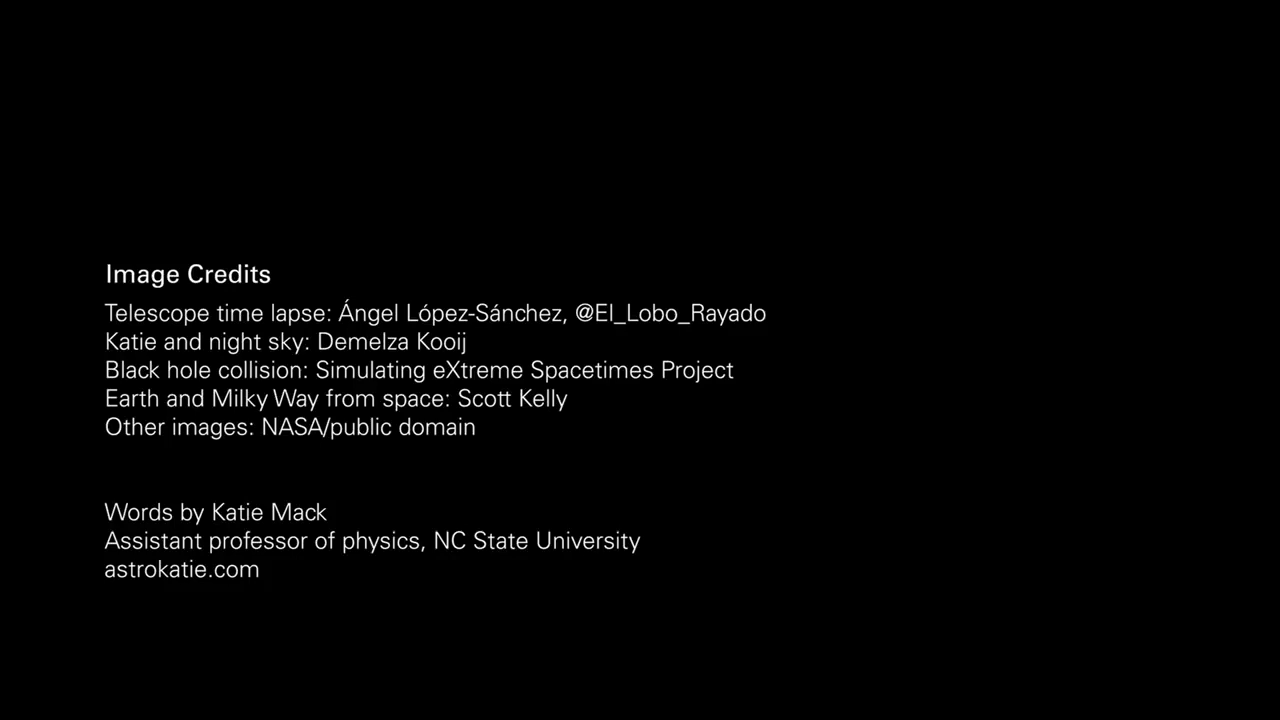 Image Credits
Telescope time lapse: Ángel López-Sánchez, @El_Lobo_Rayado
Katie and night sky: Demelza Kooij
Black hole collision: Simulating eXtreme Spacetimes Project
Earth and Milky Way from space: Scott Kelly
Other images: NASA/public domain
Words by Katie Mack
Assistant professor of physics, NC State University
astrokatie.com